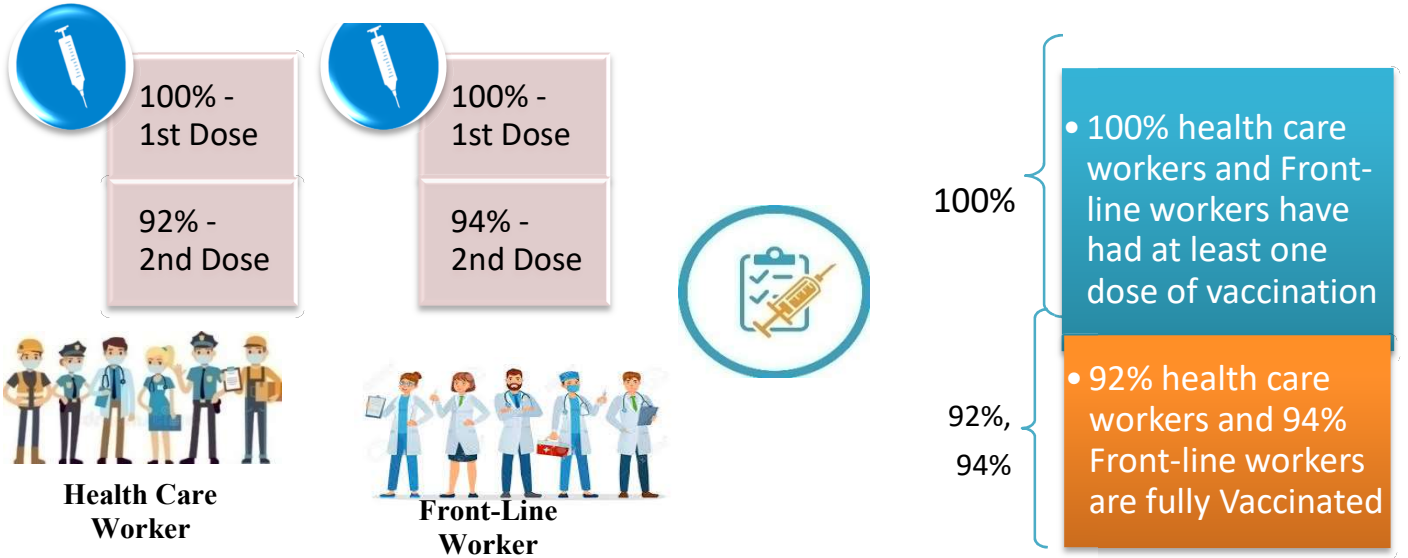 100% -
1st Dose
92% -
2nd Dose
Health Care
Worker
100% -
1st Dose
94% -
2nd Dose
Front-Line
Worker
100%
92%,
94%
• 100% health care
workers and Front-
line workers have
had at least one
dose of vaccination
• 92% health care
workers and 94%
Front-line workers
are fully Vaccinated